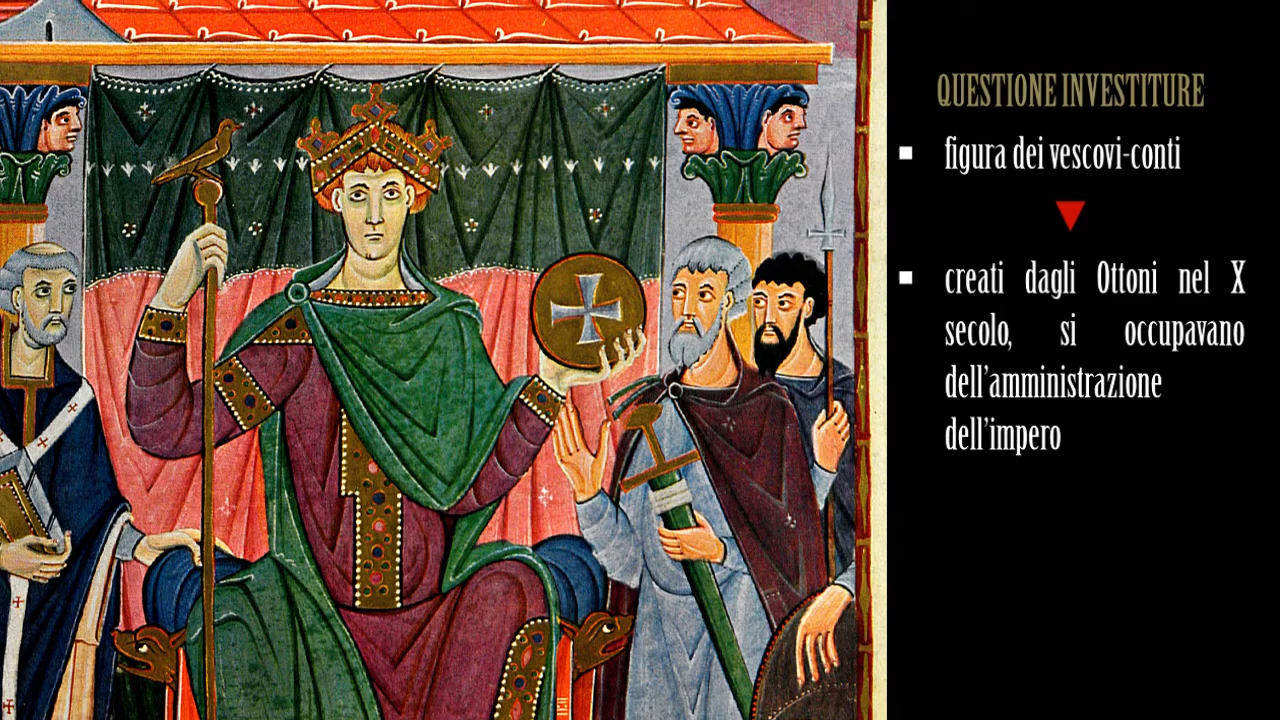 QUESTIONE INVESTITURE
figura dei vescovi-conti
creati dagli Ottoni nel X
secolo, si occupavano
dell’amministrazione
dell’impero